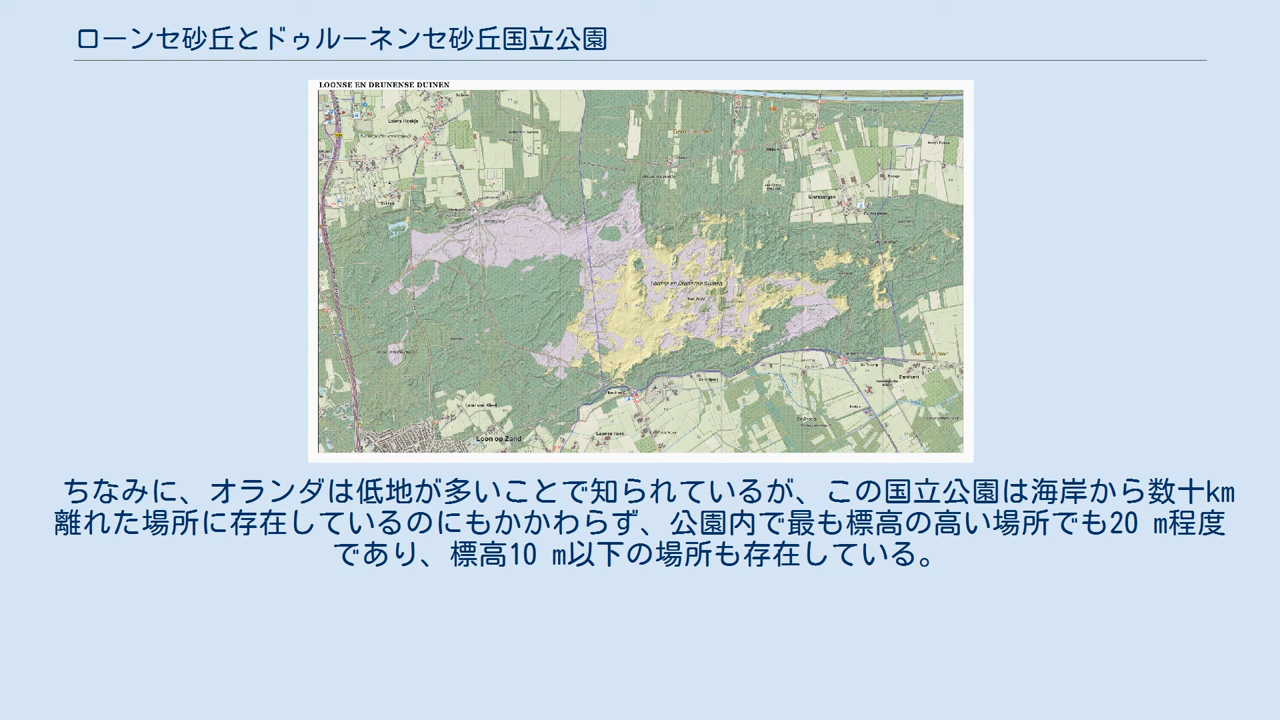 ローンセ砂丘とドゥルーネンセ砂丘国立公園
LOONSE EN DRUNENSE DUINEN
Giersbergen
Loonse en Drunense Duinen
Loon op Zand
ちなみに、オランダは低地が多いことで知られているが、この国立公園は海岸から数十km
離れた場所に存在しているのにもかかわらず、公園内で最も標高の高い場所でも20 m程度
であり、標高10 m以下の場所も存在している。